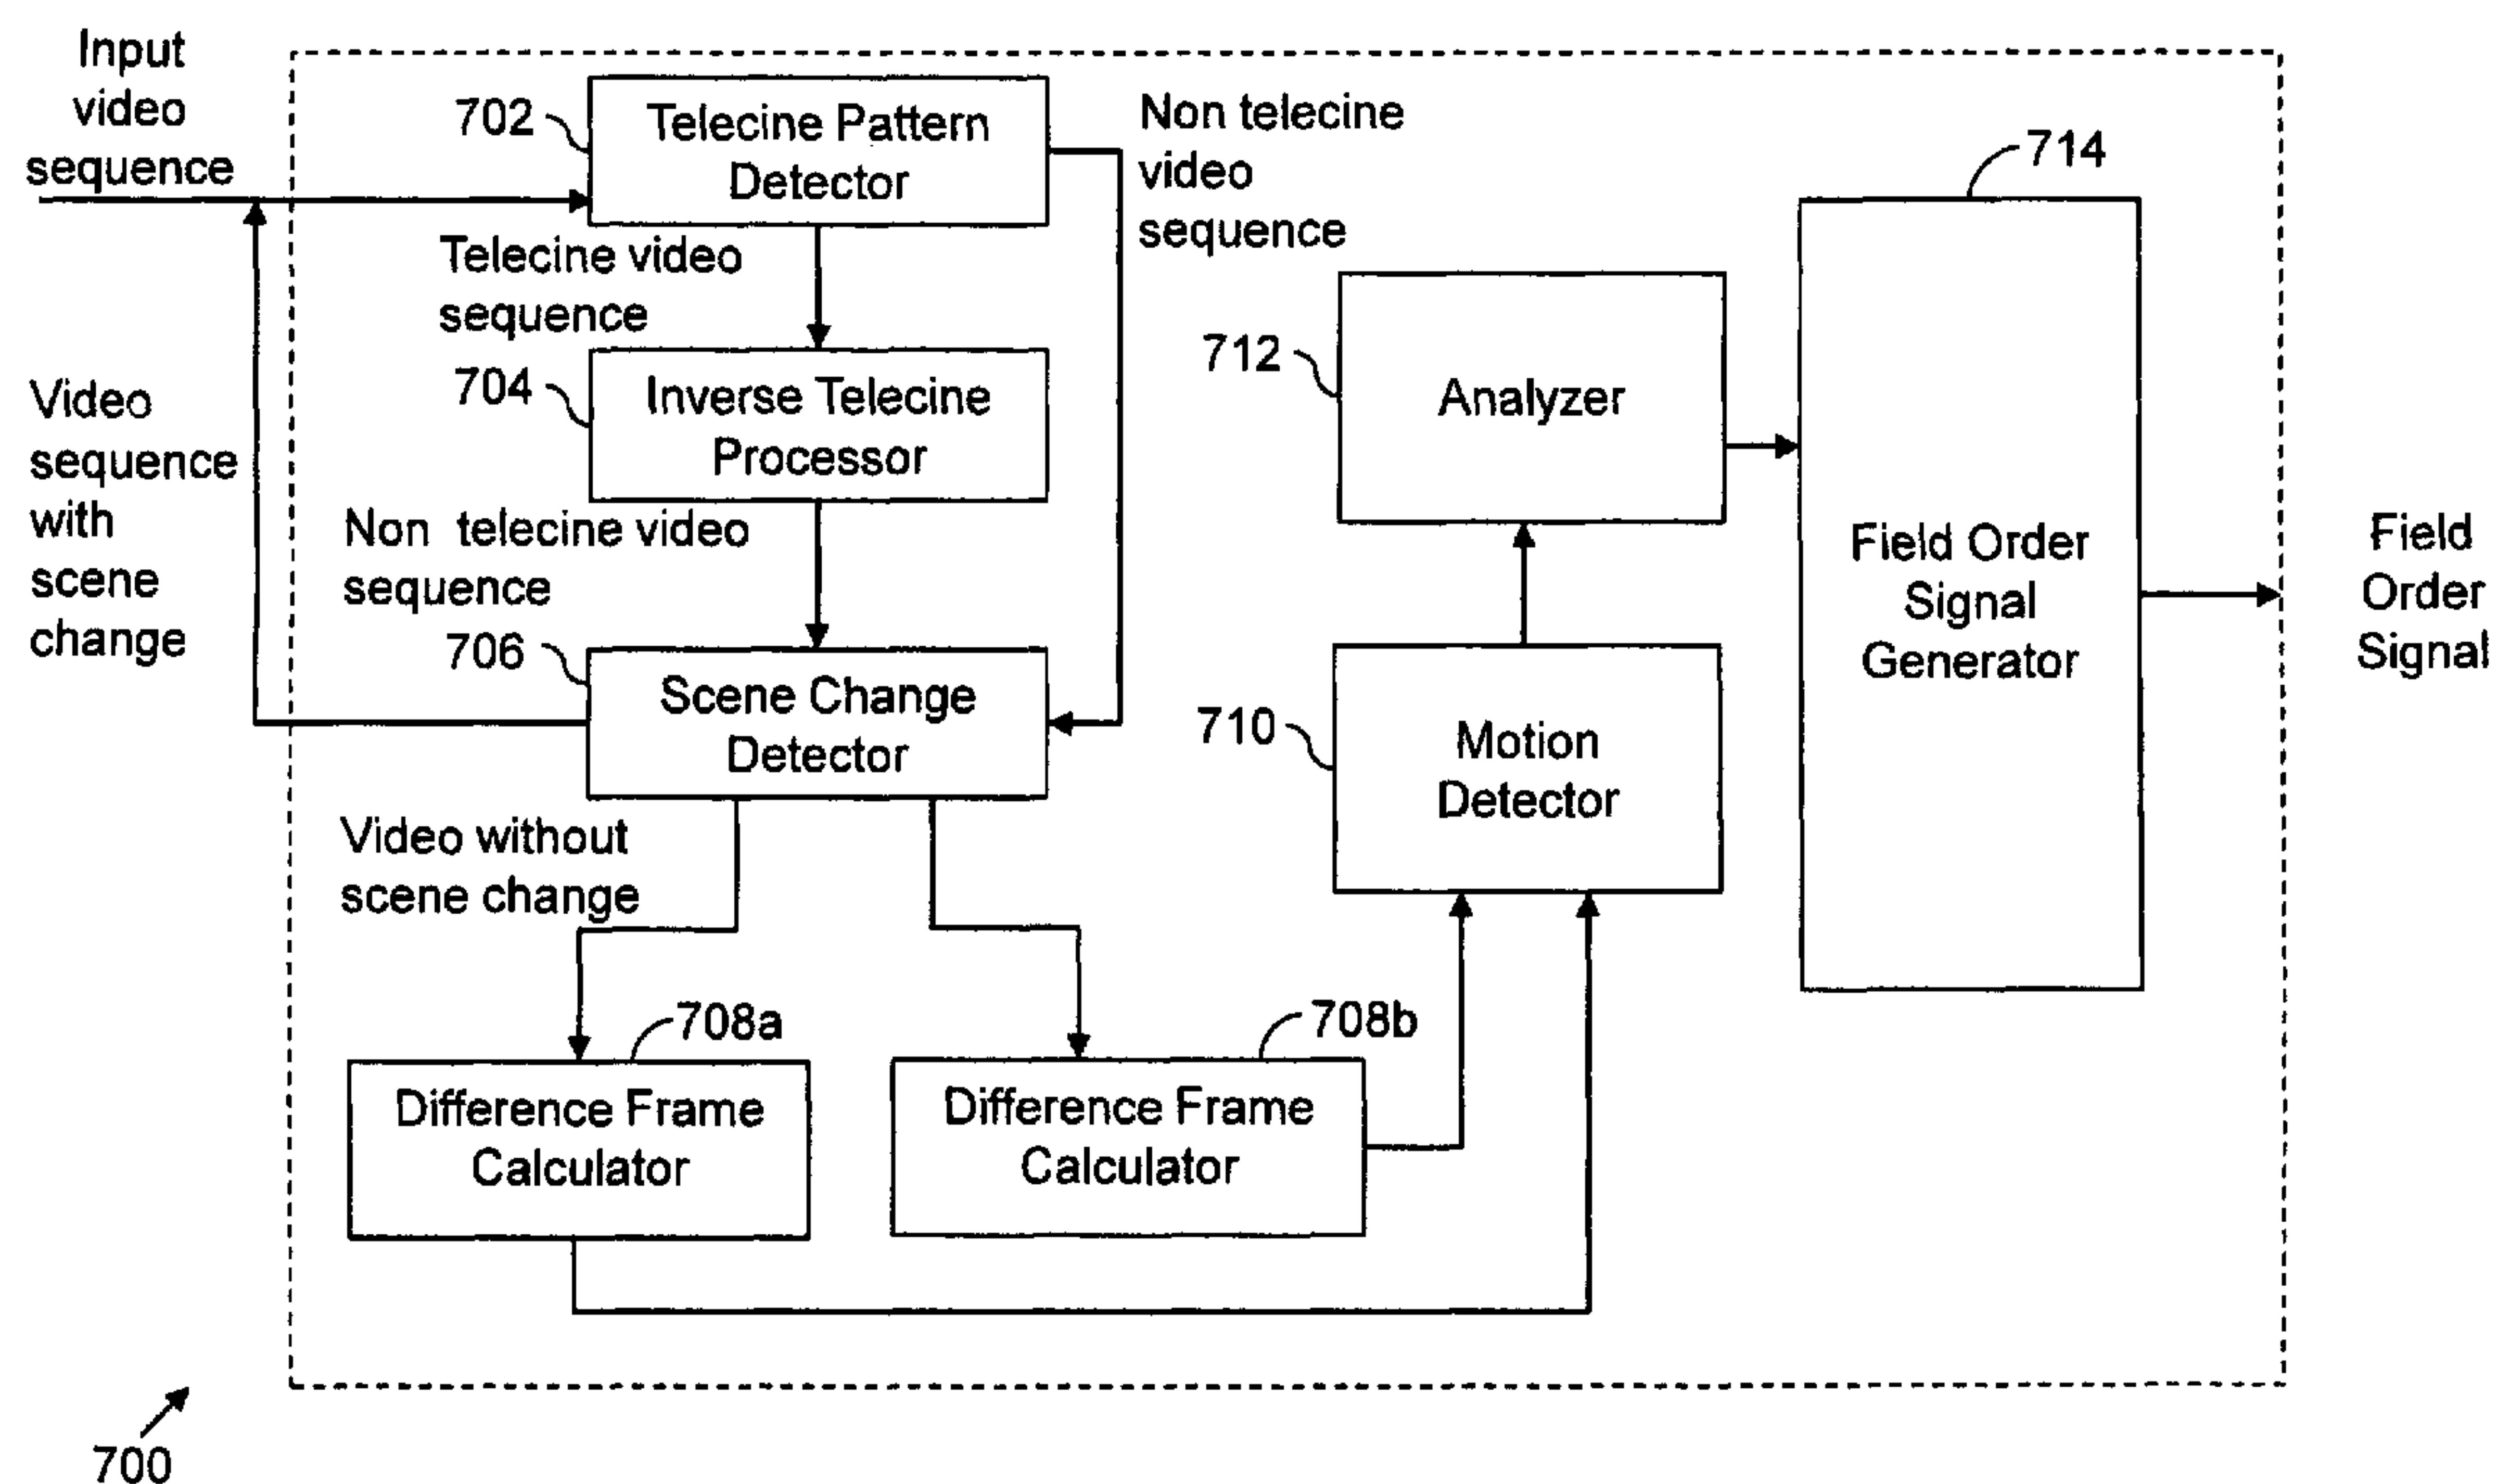 Input
video
sequence
702
Telecine Pattern
Detector
Non telecine
video
sequence
714
Telecine video
sequence
704
Inverse Telecine
Processor
712
Analyzer
Video
sequence
with
scene
change
Non telecine video
sequence
706
Scene Change
Detector
710
Motion
Detector
Field Order
Signal
Generator
Field
Order
Signal
Video without
scene change
708a
Difference Frame
Calculator
708b
Difference Frame
Calculator
700